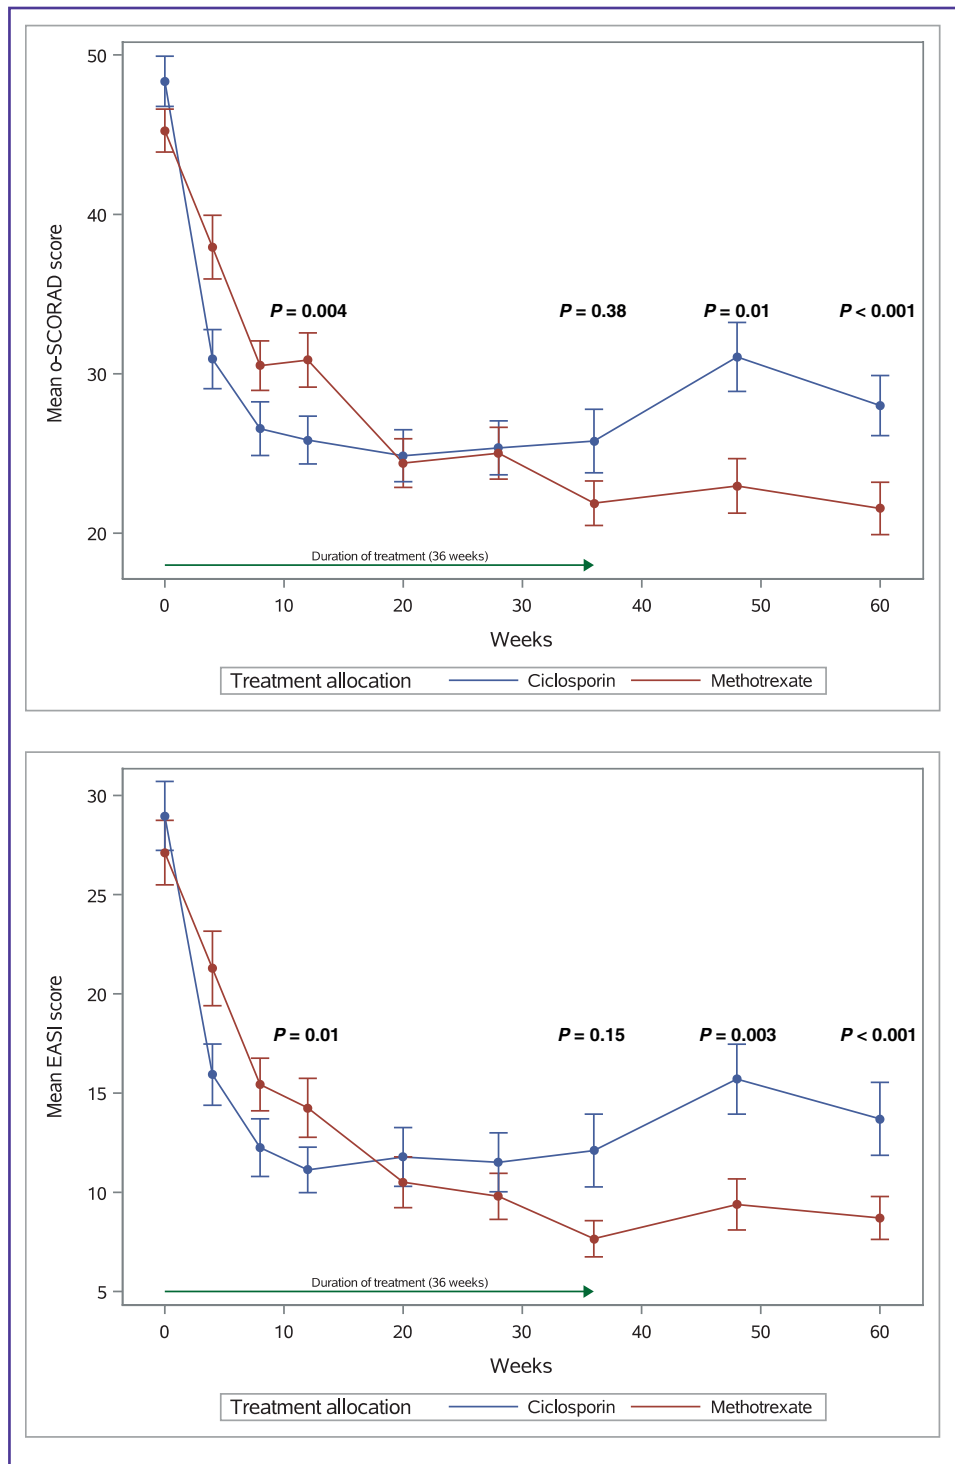 50
40
30
20
Mean o-SCORAD score
P = 0.004
P = 0.38
P = 0.01
P < 0.001
Duration of treatment (36 weeks)
0 10 20 30 40 50 60
Weeks
Treatment allocation Ciclosporin Methotrexate
30
25
20
15
10
5
Mean EASI score
P = 0.01
P = 0.15
P = 0.003
P < 0.001
Duration of treatment (36 weeks)
0 10 20 30 40 50 60
Weeks
Treatment allocation Ciclosporin Methotrexate